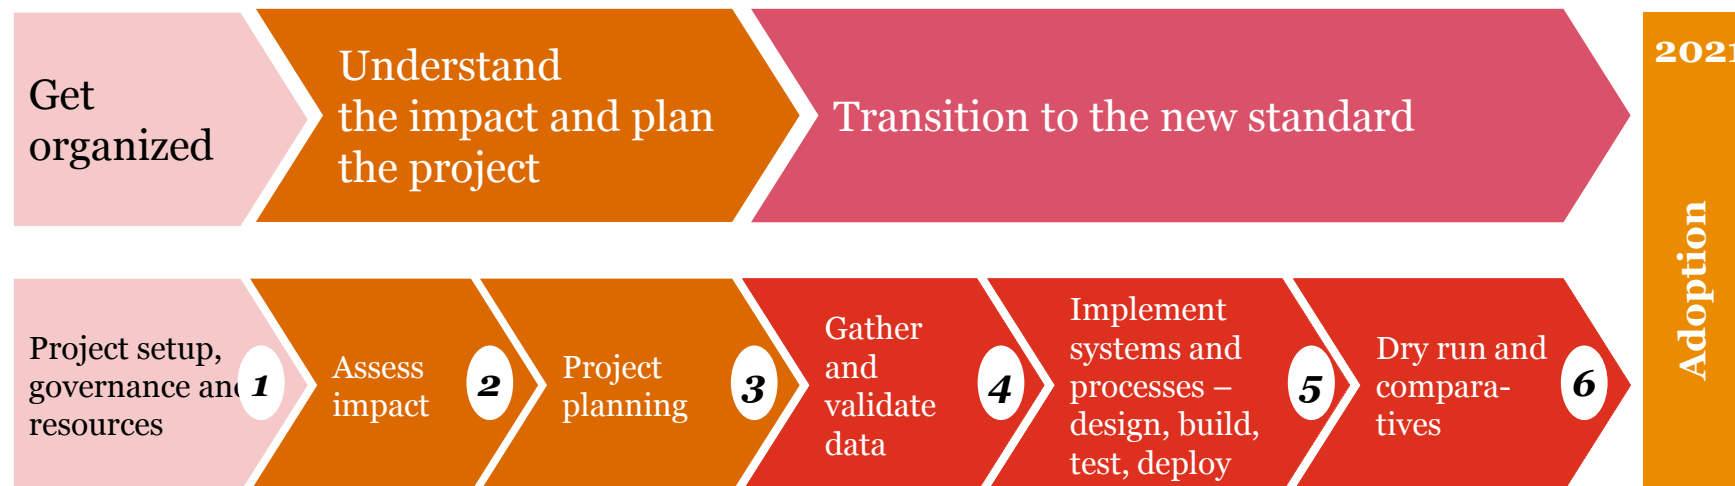 Get
organized
Understand
the impact and plan
the project
Transition to the new standard
2021
Adoption
Project setup,
governance and
resources
1
Assess
impact
2
Project
planning
3
Gather
and
validate
data
4
Implement
systems and
processes –
design, build,
test, deploy
5
Dry run and
compara-
tives
6